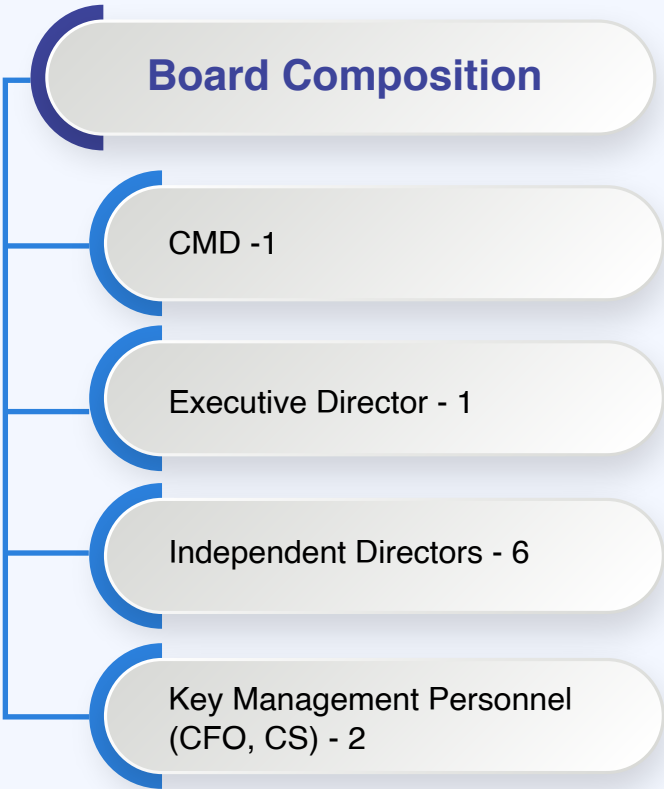 Board Composition
CMD -1
Executive Director - 1
Independent Directors - 6
Key Management Personnel
(CFO, CS) - 2